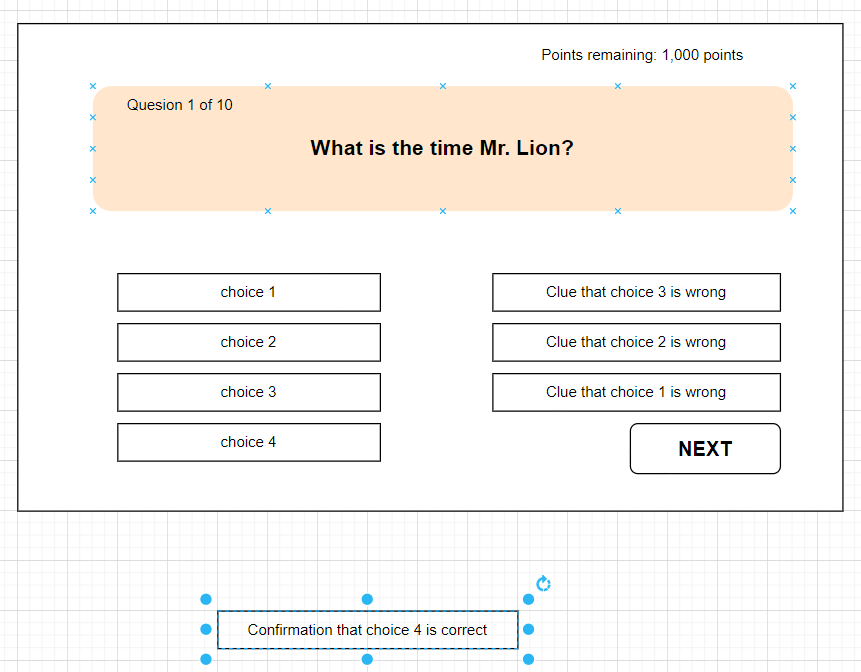 Points remaining: 1,000 points
Quesion 1 of 10
What is the time Mr. Lion?
choice 1
Clue that choice 3 is wrong
choice 2
Clue that choice 2 is wrong
choice 3
Clue that choice 1 is wrong
choice 4
NEXT
Confirmation that choice 4 is correct